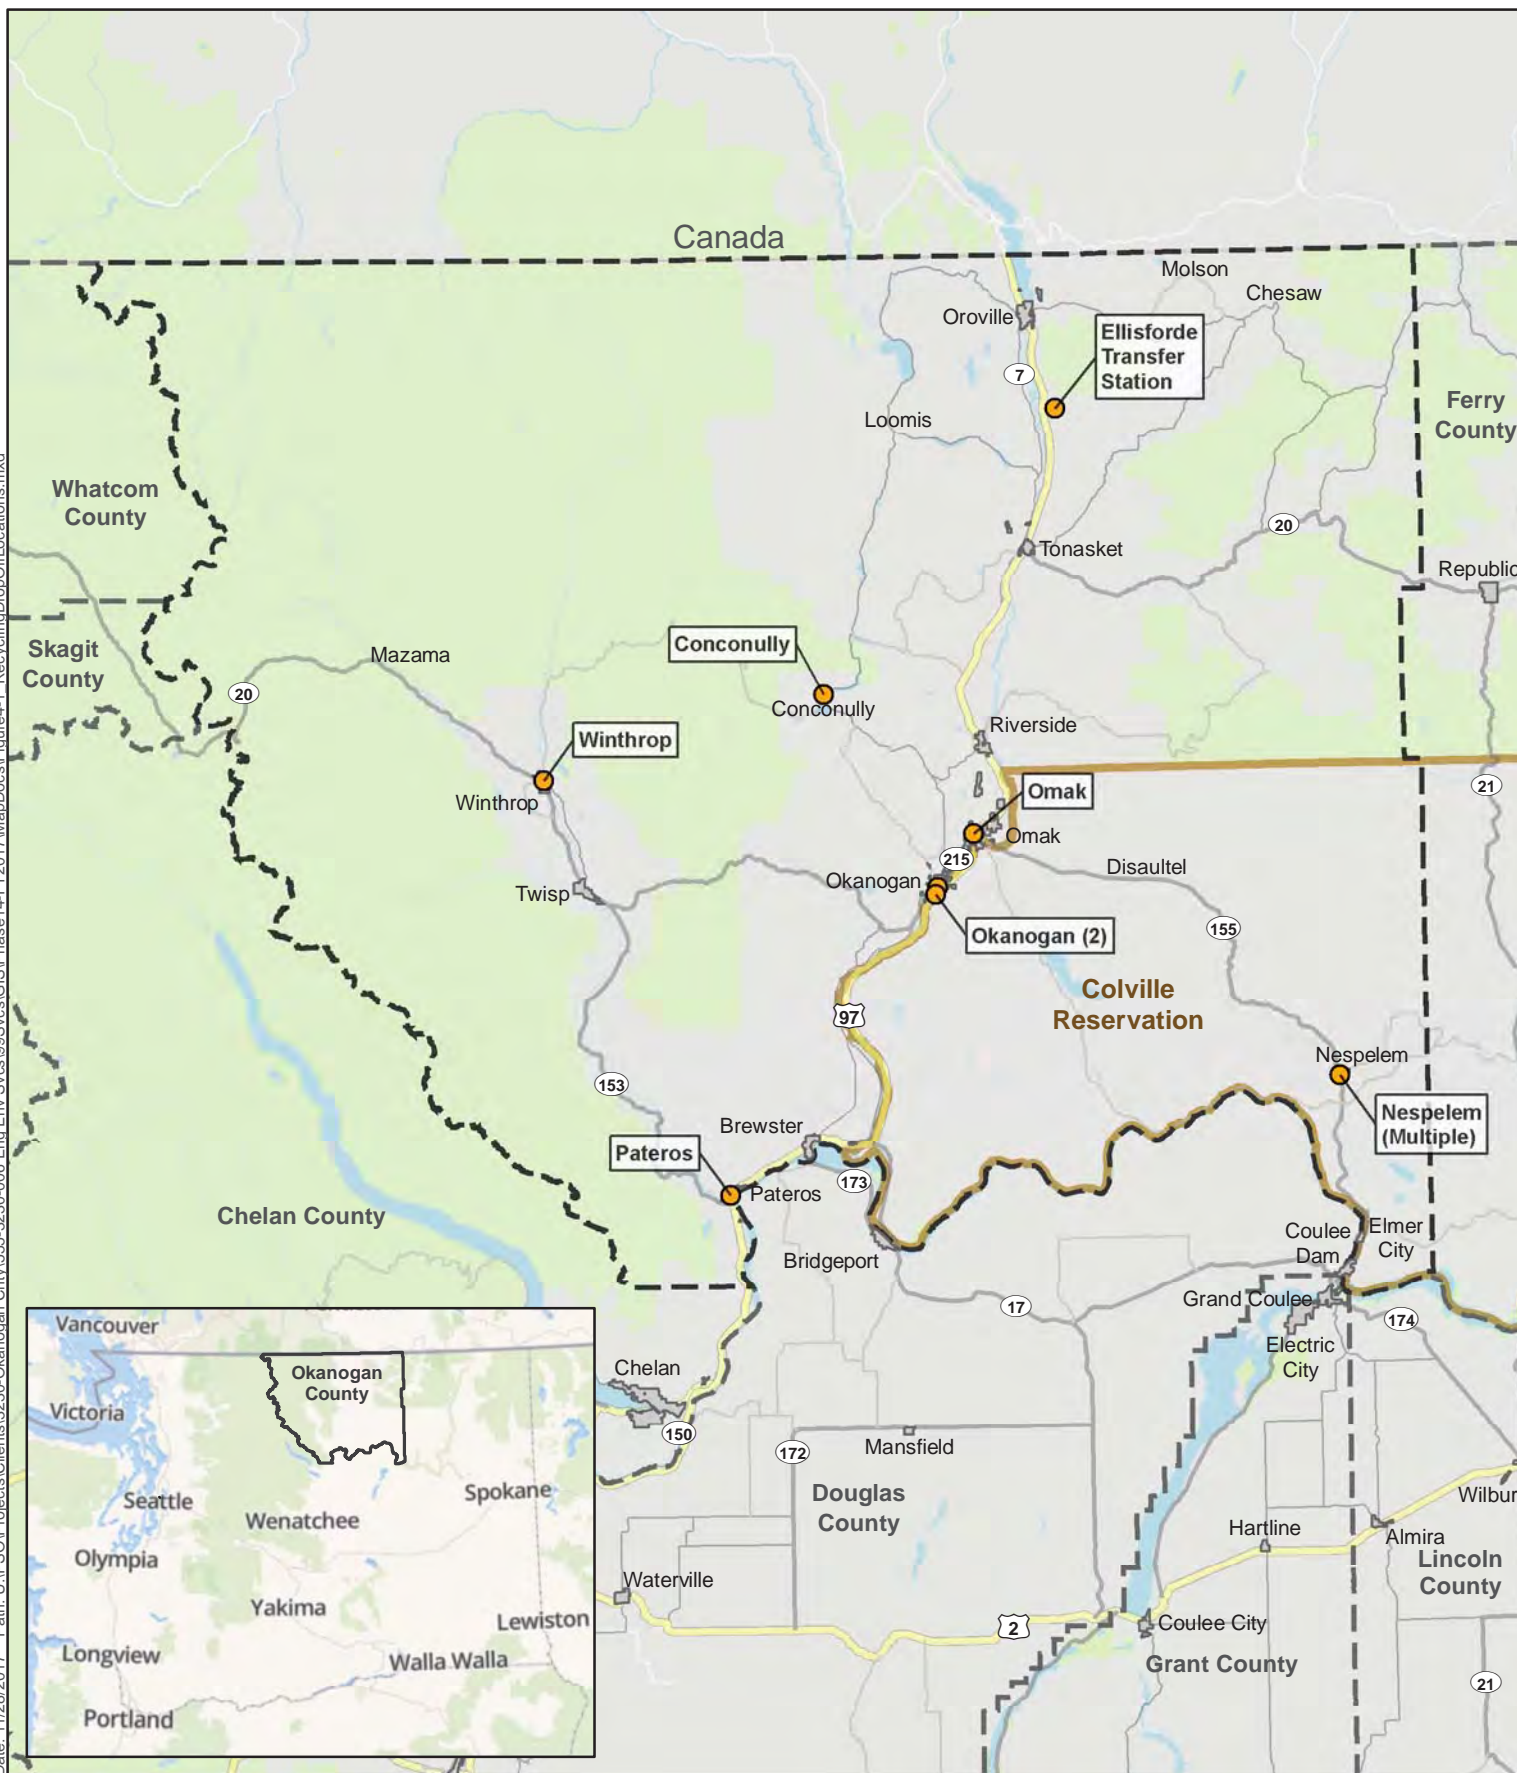 Canada
Molson
Chesaw
Oroville
Ellisforde
Transfer
Station
7
Ferry
County
Loomis
Whatcom
County
20
Tonasket
Republic
Conconully
Skagit
County
Mazama
20
Conconully
Riverside
Winthrop
Winthrop
Omak
Omak
21
215
Disautel
Okanogan
Twisp
Okanogan (2)
155
Colville
Reservation
97
Nespelem
153
Nespelem
(Multiple)
Brewster
Pateros
173
Pateros
Chelan County
Coulee
Dam
Elmer
City
Bridgeport
17
Grand Coulee
174
Electric
City
Chelan
150
172
Mansfield
Douglas
County
Wilbur
Hartline
Almira
Lincoln
County
Waterville
2
Coulee City
Grant County
21
Vancouver
Okanogan
County
Victoria
Seattle
Spokane
Wenatchee
Olympia
Yakima
Lewiston
Longview
Walla Walla
Portland